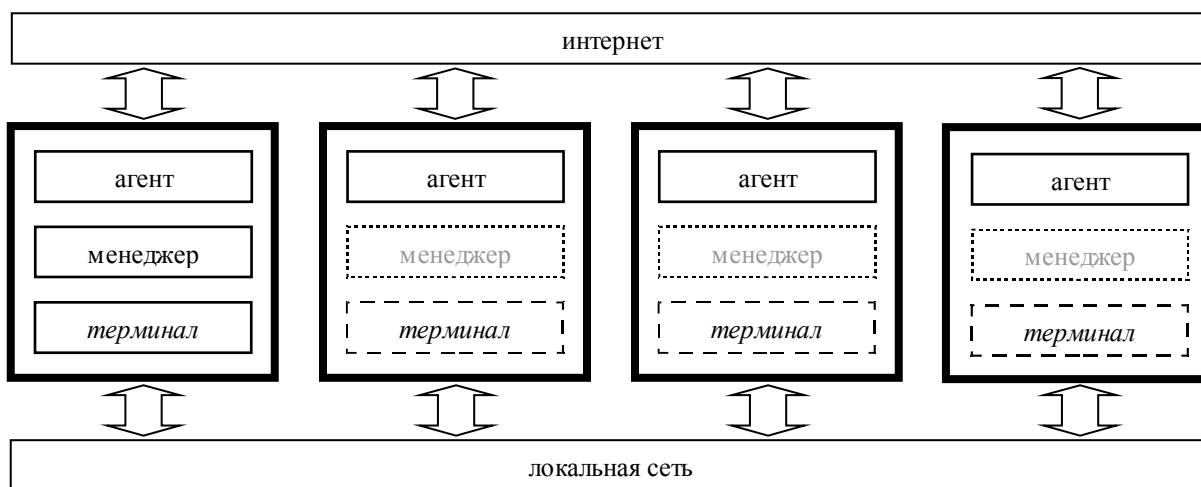 интернет
агент
менеджер
терминал
агент
менеджер
терминал
агент
менеджер
терминал
агент
менеджер
терминал
локальная сеть